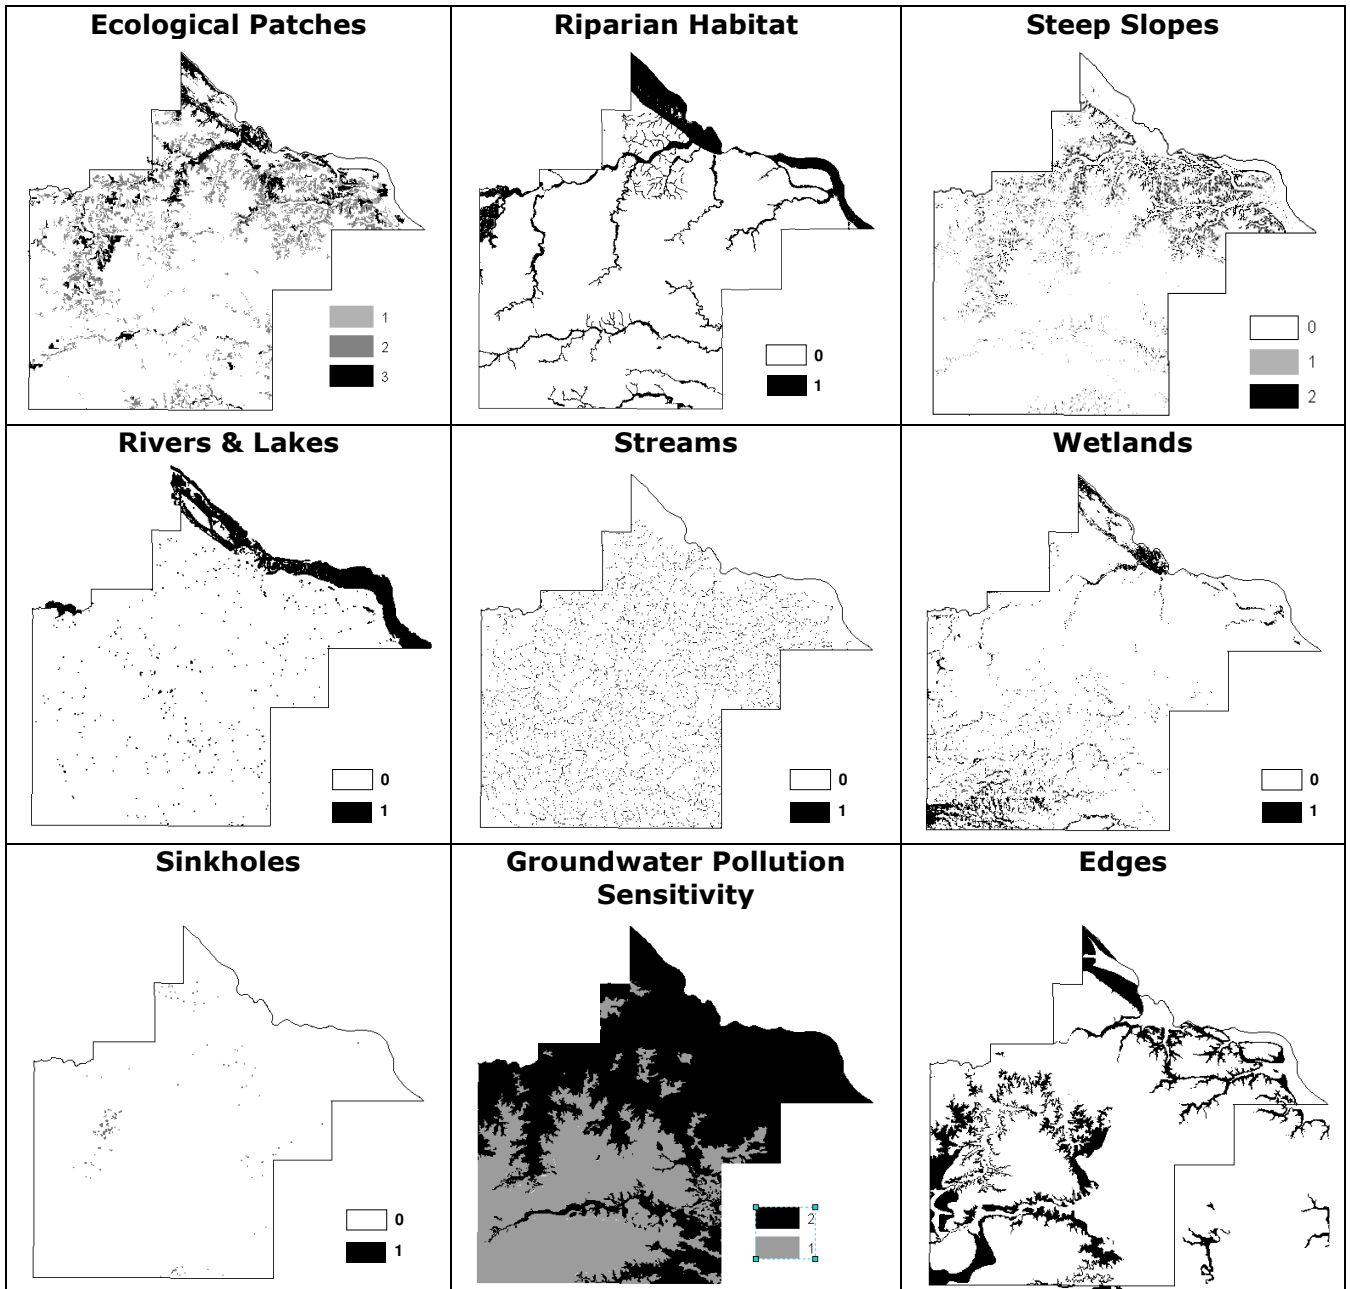 Ecological Patches
1
2
3
Riparian Habitat
0
1
Steep Slopes
0
1
2
Rivers & Lakes
0
1
Streams
0
1
Wetlands
0
1
Sinkholes
0
1
Groundwater Pollution
Sensitivity
2
1
Edges